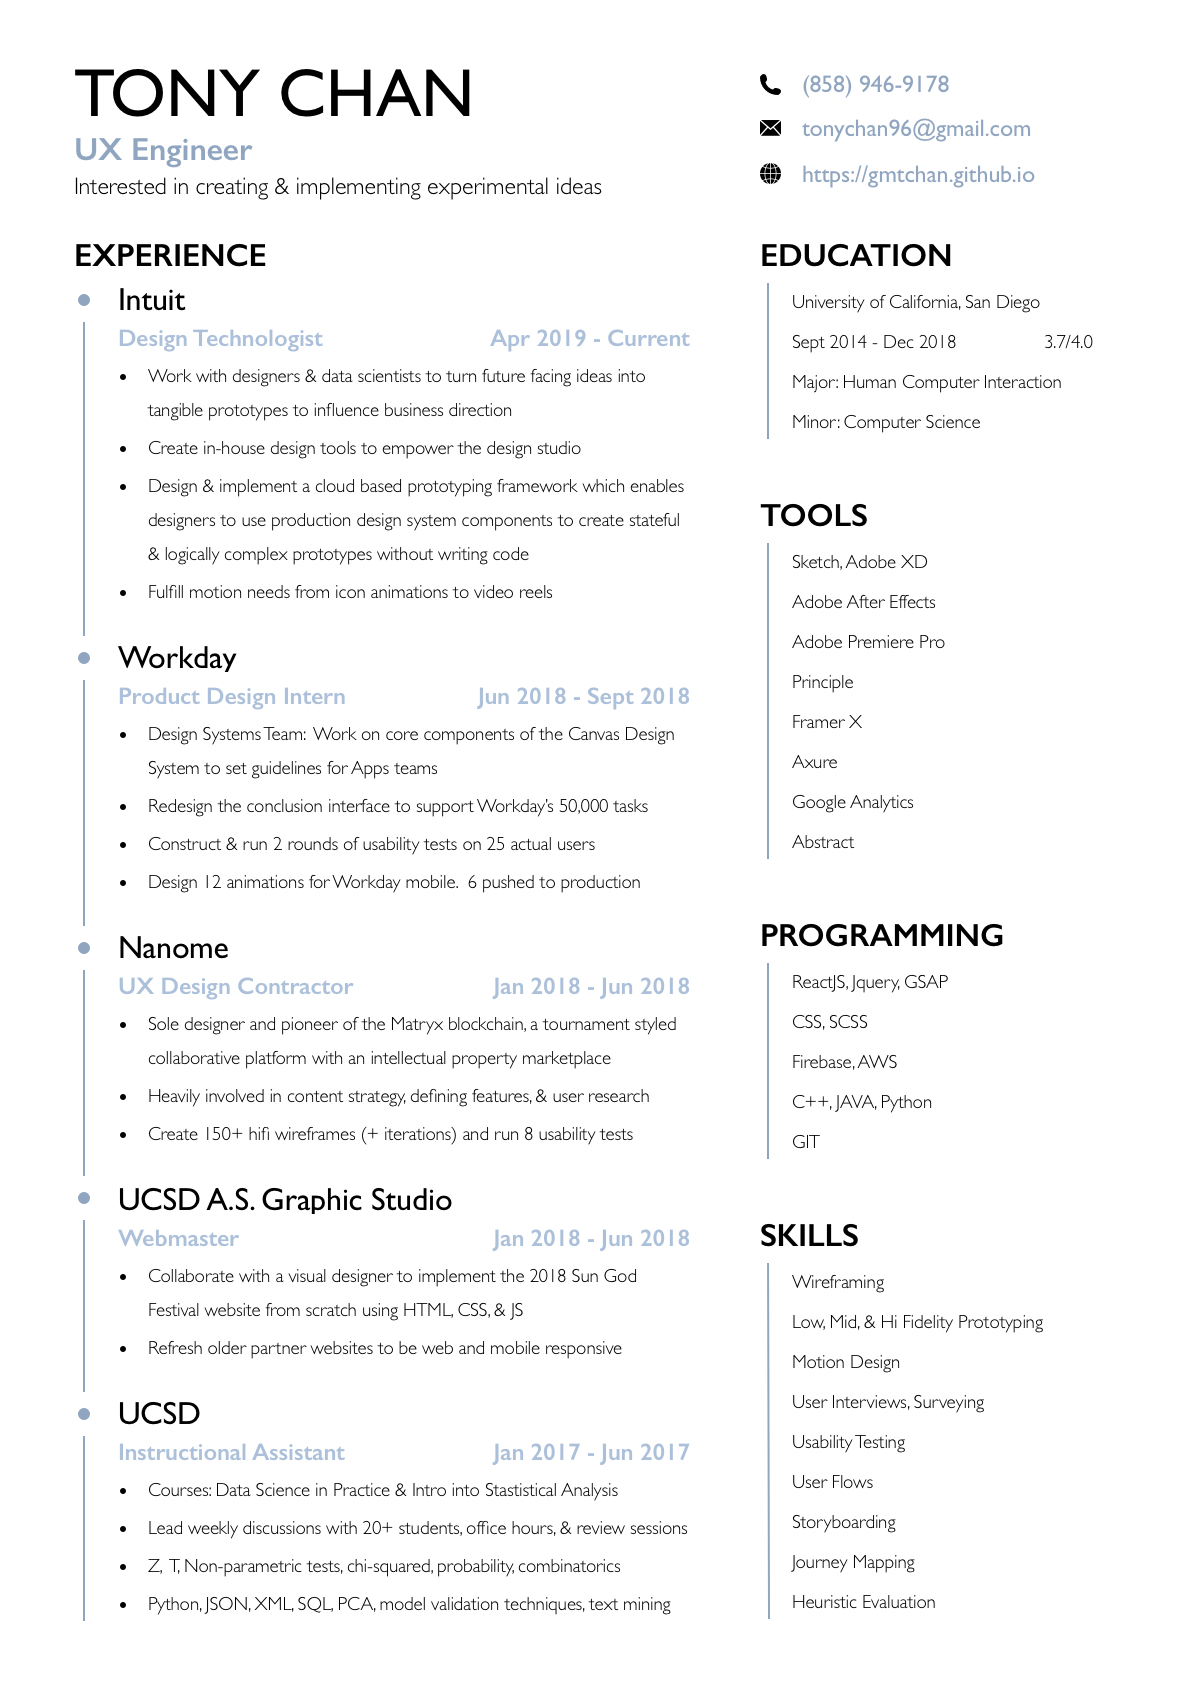 TONY CHAN
UX Engineer
Interested in creating & implementing experimental ideas
(858) 946-9178
tonychan96@gmail.com
https://gmtchan.github.io
EXPERIENCE
Intuit
Design Technologist Apr 2019 - Current
• Work with designers & data scientists to turn future facing ideas into
tangible prototypes to influence business direction
• Create in-house design tools to empower the design studio
• Design & implement a cloud based prototyping framework which enables
designers to use production design system components to create stateful
& logically complex prototypes without writing code
• Fulfill motion needs from icon animations to video reels
Workday
Product Design Intern Jun 2018 - Sept 2018
• Design Systems Team: Work on core components of the Canvas Design
System to set guidelines for Apps teams
• Redesign the conclusion interface to support Workday's 50,000 tasks
• Construct & run 2 rounds of usability tests on 25 actual users
• Design 12 animations for Workday mobile. 6 pushed to production
Nanome
UX Design Contractor Jan 2018 - Jun 2018
• Sole designer and pioneer of the Matryx blockchain, a tournament styled
collaborative platform with an intellectual property marketplace
• Heavily involved in content strategy, defining features, & user research
• Create 150+ hifi wireframes (+ iterations) and run 8 usability tests
UCSD A.S. Graphic Studio
Webmaster Jan 2018 - Jun 2018
• Collaborate with a visual designer to implement the 2018 Sun God
Festival website from scratch using HTML, CSS, & JS
• Refresh older partner websites to be web and mobile responsive
UCSD
Instructional Assistant Jan 2017 - Jun 2017
• Courses: Data Science in Practice & Intro into Stastistical Analysis
• Lead weekly discussions with 20+ students, office hours, & review sessions
• Z, T, Non-parametric tests, chi-squared, probability, combinatorics
• Python, JSON, XML, SQL, PCA, model validation techniques, text mining
EDUCATION
University of California, San Diego
Sept 2014 - Dec 2018 3.7/4.0
Major: Human Computer Interaction
Minor: Computer Science
TOOLS
Sketch, Adobe XD
Adobe After Effects
Adobe Premiere Pro
Principle
Framer X
Axure
Google Analytics
Abstract
PROGRAMMING
ReactJS, Jquery, GSAP
CSS, SCSS
Firebase, AWS
C++, JAVA, Python
GIT
SKILLS
Wireframing
Low, Mid, & Hi Fidelity Prototyping
Motion Design
User Interviews, Surveying
Usability Testing
User Flows
Storyboarding
Journey Mapping
Heuristic Evaluation